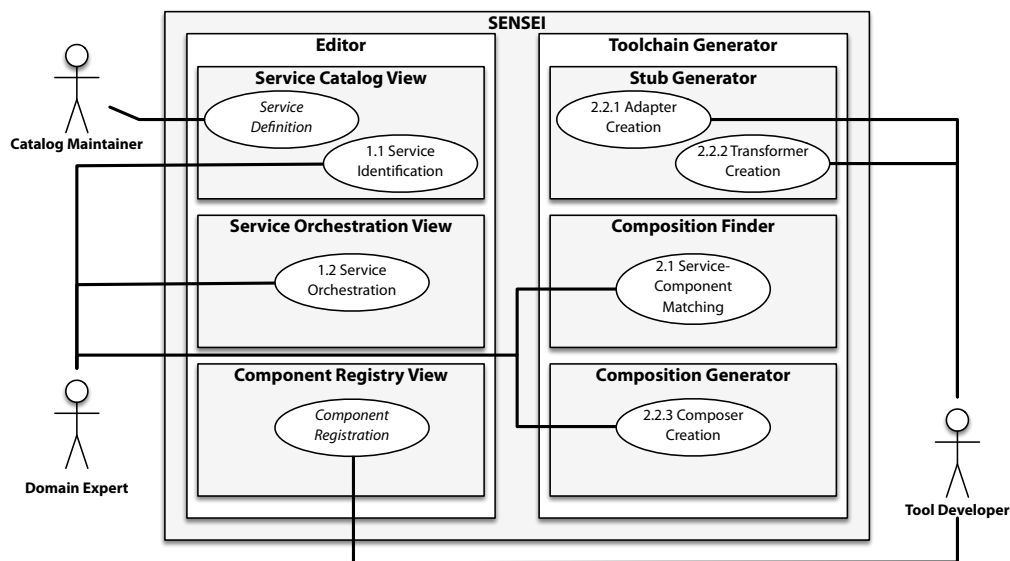 SENSEI
Editor
Toolchain Generator
Service Catalog View
Stub Generator
Service
Definition
2.2.1 Adapter
Creation
Catalog Maintainer
1.1 Service
Identification
2.2.2 Transformer
Creation
Service Orchestration View
Composition Finder
1.2 Service
Orchestration
2.1 Service-
Component
Matching
Component Registry View
Composition Generator
Component
Registration
2.2.3 Composer
Creation
Domain Expert
Tool Developer